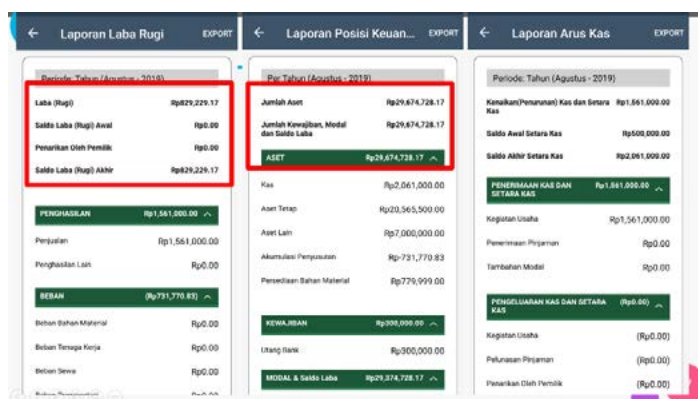 Laporan Laba Rugi EXPORT
Periode: Tahun (Agustus - 2019)
Laba (Rugi) Rp829,229.17
Saldo Laba (Rugi) Awal Rp0.00
Penarikan Oleh Pemilik Rp0.00
Saldo Laba (Rugi) Akhir Rp829,229.17
PENGHASILAN Rp1,561,000.00
Penjualan Rp1,561,000.00
Penghasilan Lain Rp0.00
BEBAN (Rp731,770.83)
Beban Bahan Material Rp0.00
Beban Tenaga Kerja Rp0.00
Beban Sewa Rp0.00
Beban Transportasi Rp0.00
Laporan Posisi Keuan... EXPORT
Per Tahun (Agustus - 2019)
Jumlah Aset Rp29,674,728.17
Jumlah Kewajiban, Modal Rp29,674,728.17
dan Saldo Laba
ASET Rp29,674,728.17
Kas Rp2,061,000.00
Aset Tetap Rp20,565,500.00
Aset Lain Rp7,000,000.00
Akumulasi Penyusutan Rp-731,770.83
Persediaan Bahan Material Rp779,999.00
KEWAJIBAN Rp300,000.00
Utang Bank Rp300,000.00
MODAL & Saldo Laba Rp29,374,728.17
Laporan Arus Kas EXPORT
Periode: Tahun (Agustus - 2019)
Kenaikan(Penurunan) Kas dan Setara Rp1,561,000.00
Kas
Saldo Awal Setara Kas Rp500,000.00
Saldo Akhir Setara Kas Rp2,061,000.00
PENERIMAAN KAS DAN Rp1,561,000.00
SETARA KAS
Kegiatan Usaha Rp1,561,000.00
Penerimaan Pinjaman Rp0.00
Tambahan Modal Rp0.00
PENGELUARAN KAS DAN SETARA (Rp0.00)
KAS
Kegiatan Usaha (Rp0.00)
Pelunasan Pinjaman (Rp0.00)
Penarikan Oleh Pemilik (Rp0.00)